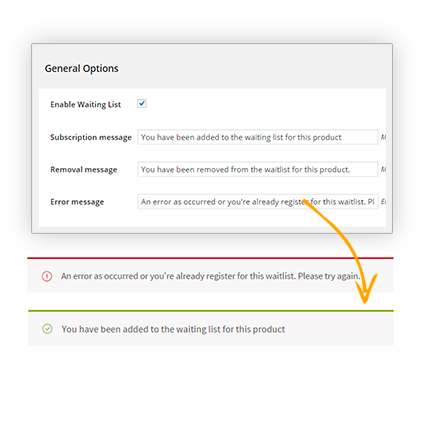 General Options
Enable Waiting List
Subscription message You have been added to the waiting list for this product
Removal message You have been removed from the waitlist for this product.
Error message An error as occurred or you're already register for this waitlist. Pl
An error as occurred or you're already register for this waitlist. Please try again.
You have been added to the waiting list for this product